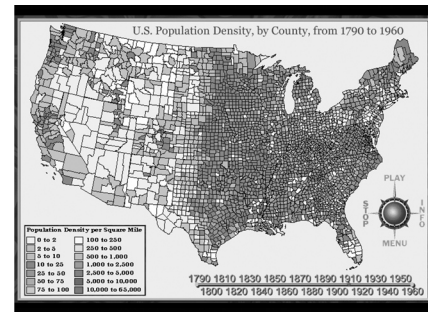 U.S. Population Density, by County, from 1790 to 1960
PLAY
STOP
INFO
MENU
Population Density per Square Mile
0 to 2 100 to 250
2 to 5 250 to 500
5 to 10 500 to 1,000
10 to 25 1,000 to 2,500
25 to 50 2,500 to 5,000
50 to 75 5,000 to 10,000
75 to 100 10,000 to 65,000
1790 1810 1830 1850 1870 1890 1910 1930 1950
1800 1820 1840 1860 1880 1900 1920 1940 1960